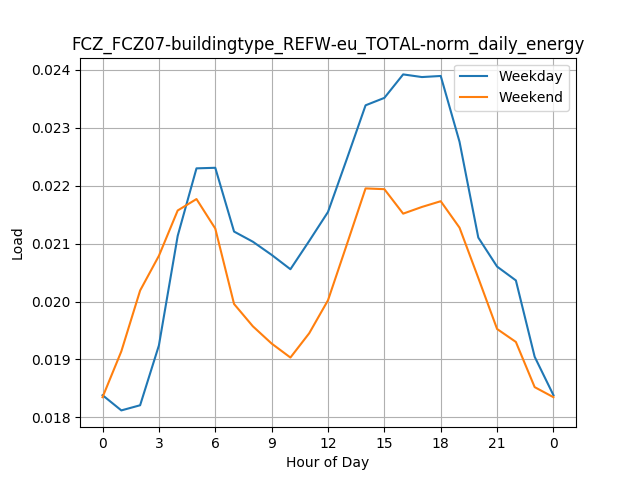 FCZ_FCZ07-buildingtype_REFW-eu_TOTAL-norm_daily_energy
Weekday
Weekend
0.024
0.023
0.022
0.021
0.020
0.019
0.018
Load
0 3 6 9 12 15 18 21 0
Hour of Day